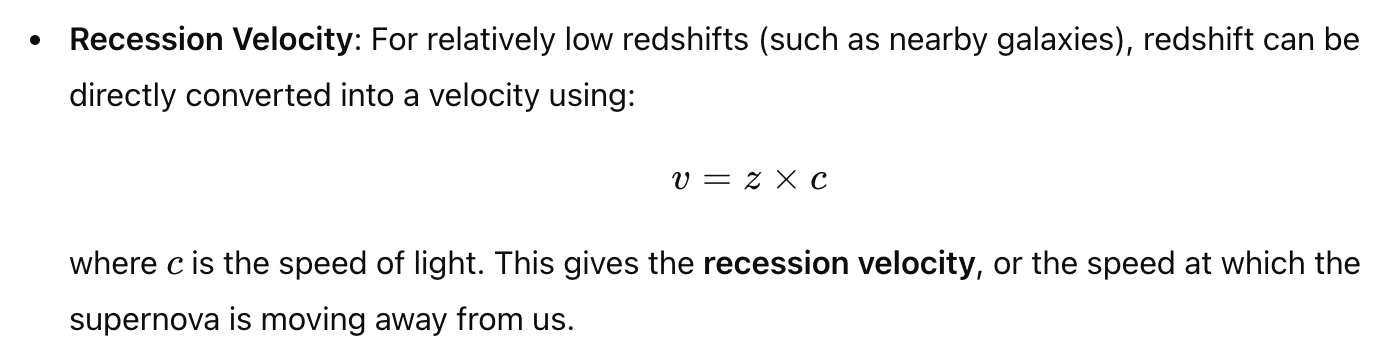 • Recession Velocity: For relatively low redshifts (such as nearby galaxies), redshift can be
directly converted into a velocity using:
v = z × c
where c is the speed of light. This gives the recession velocity, or the speed at which the
supernova is moving away from us.